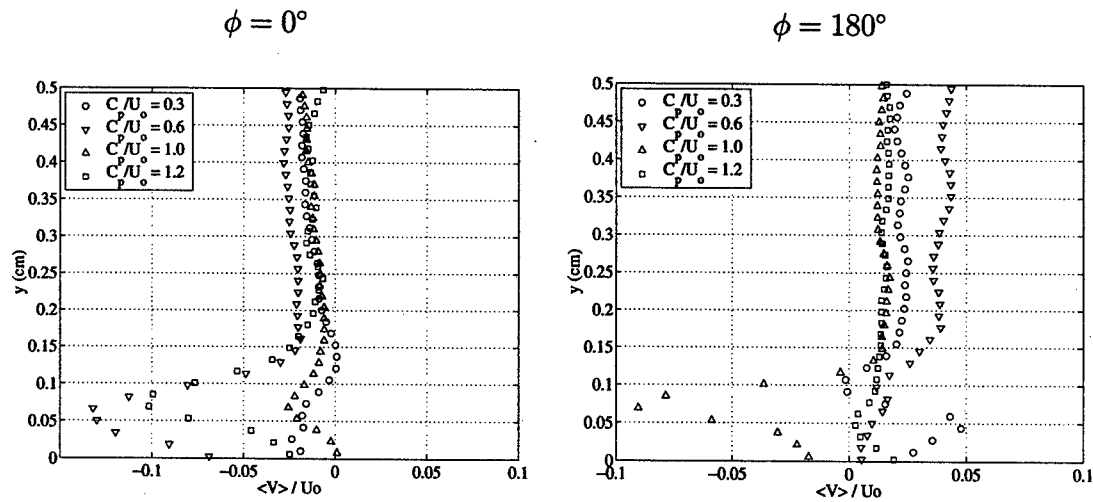 ϕ = 0°
ϕ = 180°
0.5
0.45
0.4
0.35
0.3
0.25
0.2
0.15
0.1
0.05
0
y (cm)
C_p/U_o = 0.3
C_p/U_o = 0.6
C_p/U_o = 1.0
C_p/U_o = 1.2
−0.1
−0.05
0
0.05
0.1
<V> / Uo
0.5
0.45
0.4
0.35
0.3
0.25
0.2
0.15
0.1
0.05
0
y (cm)
C_p/U_o = 0.3
C_p/U_o = 0.6
C_p/U_o = 1.0
C_p/U_o = 1.2
−0.1
−0.05
0
0.05
0.1
<V> / Uo